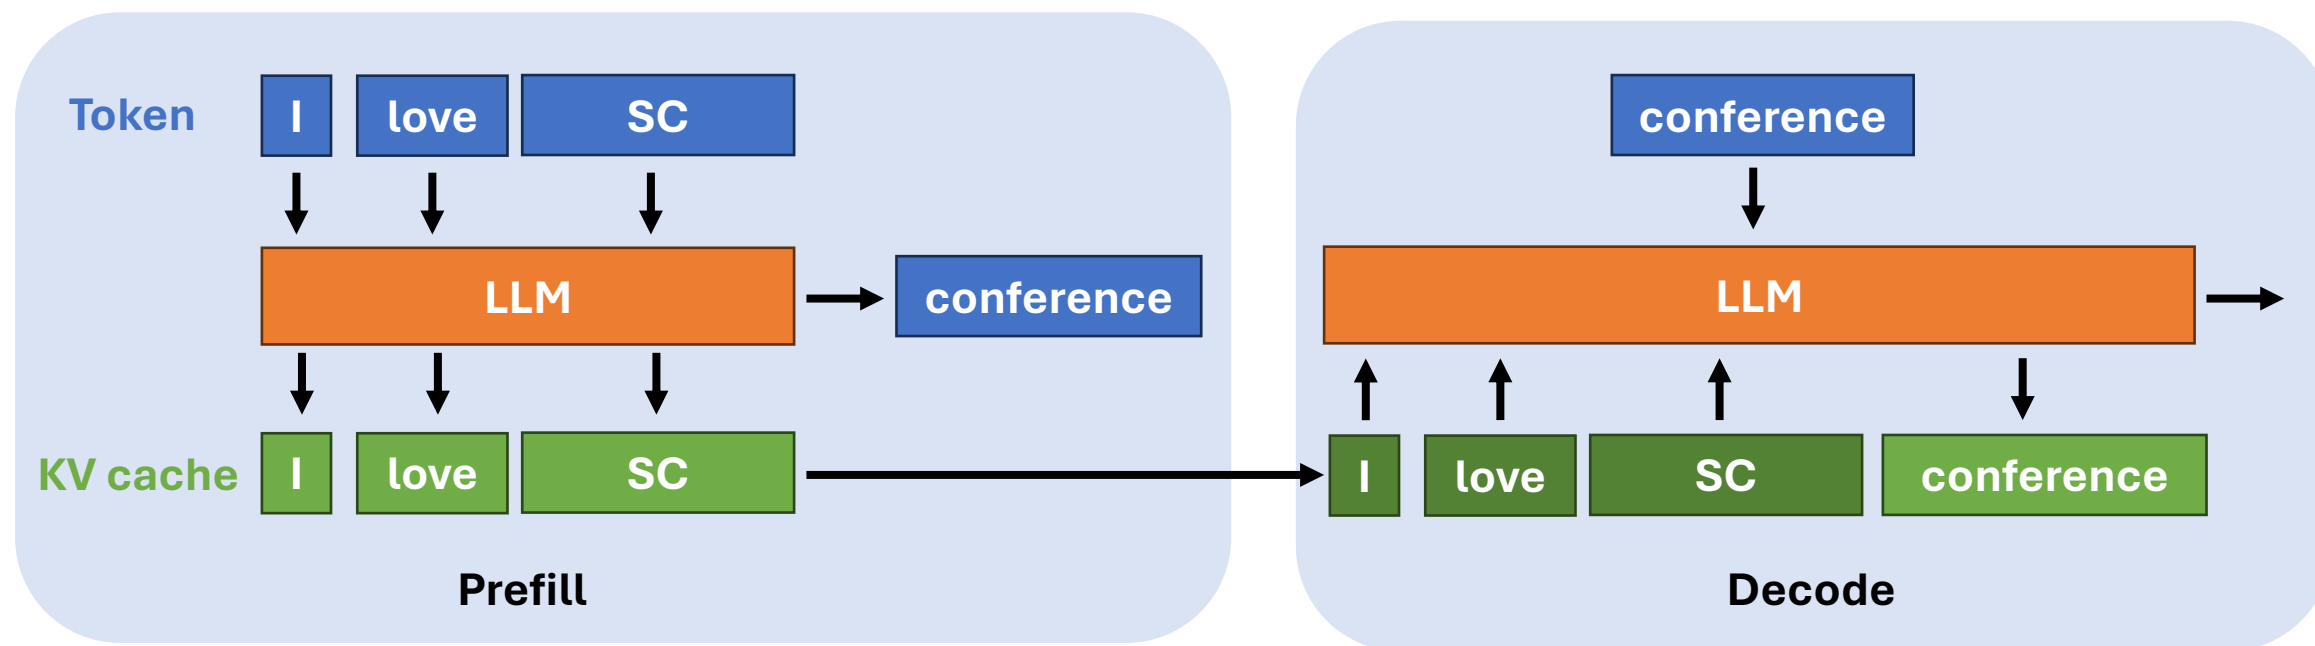 Token I love SC
LLM conference
KV cache I love SC
Prefill
conference
LLM
I love SC conference
Decode